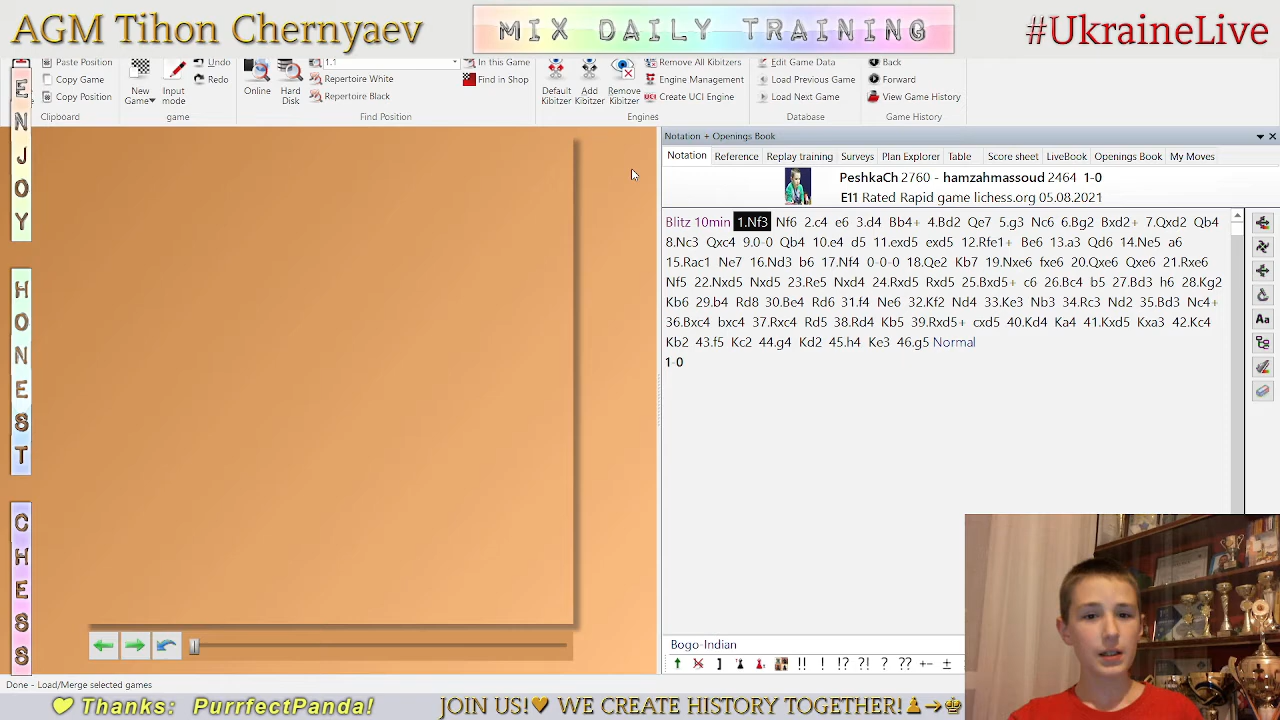 AGM Tihon Chernyaev
MIX DAILY TRAINING
#UkraineLive
ENJOY
HONEST
CHESS
Paste Position
Copy Game
Copy Position
Clipboard
New Game
Input mode
Undo
Redo
game
Online
Hard Disk
1.1
Repertoire White
Repertoire Black
In this Game
Find in Shop
Find Position
Default Kibitzer
Add Kibitzer
Remove Kibitzer
Remove All Kibitzers
Engine Management
UCI Create UCI Engine
Engines
Edit Game Data
Load Previous Game
Load Next Game
Database
Back
Forward
View Game History
Game History
Notation + Openings Book
Notation Reference Replay training Surveys Plan Explorer Table Score sheet LiveBook Openings Book My Moves
PeshkaCh 2760 - hamzahmassoud 2464 1-0
E11 Rated Rapid game lichess.org 05.08.2021
Blitz 10min 1.Nf3 Nf6 2.c4 e6 3.d4 Bb4+ 4.Bd2 Qe7 5.g3 Nc6 6.Bg2 Bxd2+ 7.Qxd2 Qb4
8.Nc3 Qxc4 9.0-0 Qb4 10.e4 d5 11.exd5 exd5 12.Rfe1+ Be6 13.a3 Qd6 14.Ne5 a6
15.Rac1 Ne7 16.Nd3 b6 17.Nf4 0-0-0 18.Qe2 Kb7 19.Nxe6 fxe6 20.Qxe6 Qxe6 21.Rxe6
Nf5 22.Nxd5 Nxd5 23.Re5 Nxd4 24.Rxd5 Rxd5 25.Bxd5+ c6 26.Bc4 b5 27.Bd3 h6 28.Kg2
Kb6 29.b4 Rd8 30.Be4 Rd6 31.f4 Ne6 32.Kf2 Nd4 33.Ke3 Nb3 34.Rc3 Nd2 35.Bd3 Nc4+
36.Bxc4 bxc4 37.Rxc4 Rd5 38.Rd4 Kb5 39.Rxd5+ cxd5 40.Kd4 Ka4 41.Kxd5 Kxa3 42.Kc4
Kb2 43.f5 Kc2 44.g4 Kd2 45.h4 Ke3 46.g5 Normal
1-0
Aa
Bogo-Indian
!! ! !? ?! ? ?? +− ±
Done - Load/Merge selected games
Thanks: PurrfectPanda!
JOIN US! WE CREATE HISTORY TOGETHER!